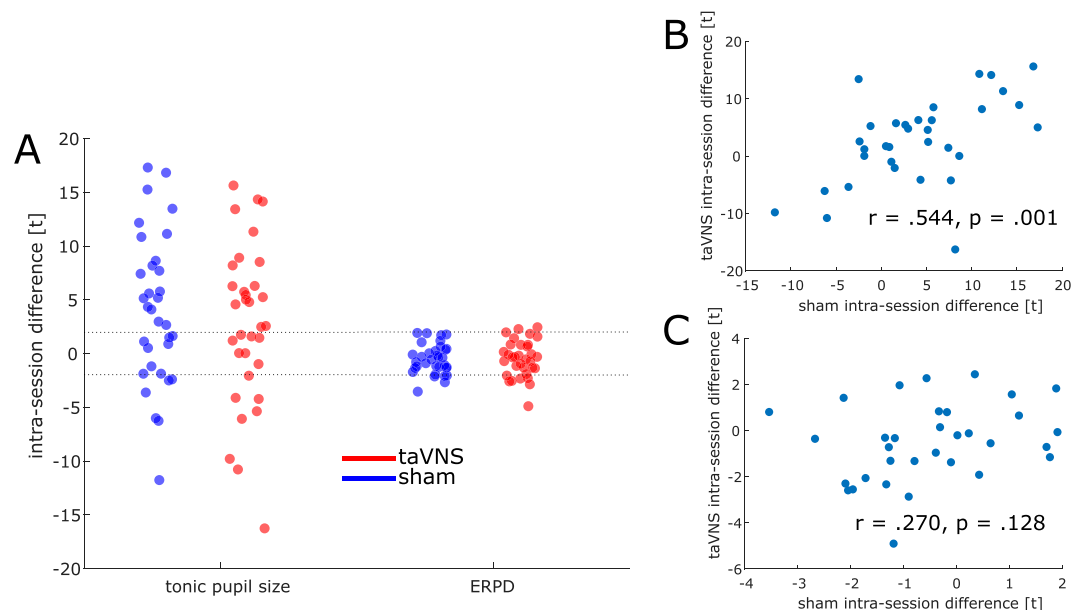 A
intra-session difference [t]
20
15
10
5
0
-5
-10
-15
-20
taVNS
sham
tonic pupil size
ERPD
B
taVNS intra-session difference [t]
20
10
0
-10
-20
r = .544, p = .001
-15
-10
-5
0
5
10
15
20
sham intra-session difference [t]
C
taVNS intra-session difference [t]
4
2
0
-2
-4
-6
r = .270, p = .128
-4
-3
-2
-1
0
1
2
sham intra-session difference [t]